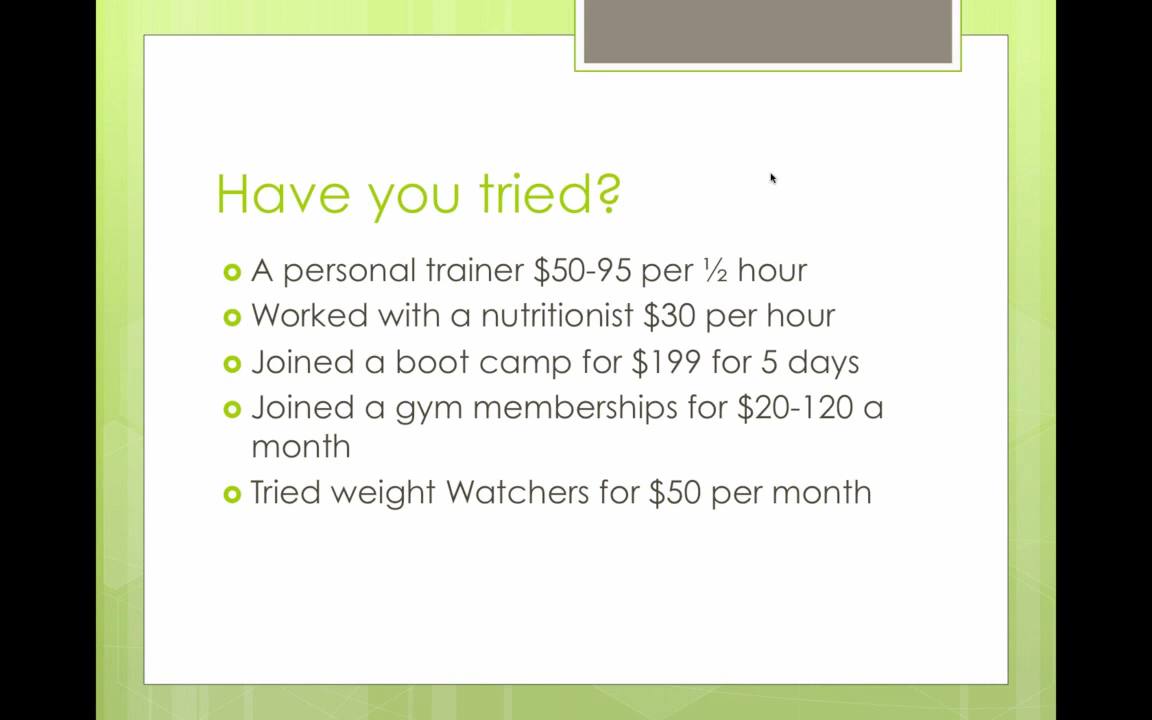 Have you tried?
A personal trainer $50-95 per ½ hour
Worked with a nutritionist $30 per hour
Joined a boot camp for $199 for 5 days
Joined a gym memberships for $20-120 a
month
Tried weight Watchers for $50 per month